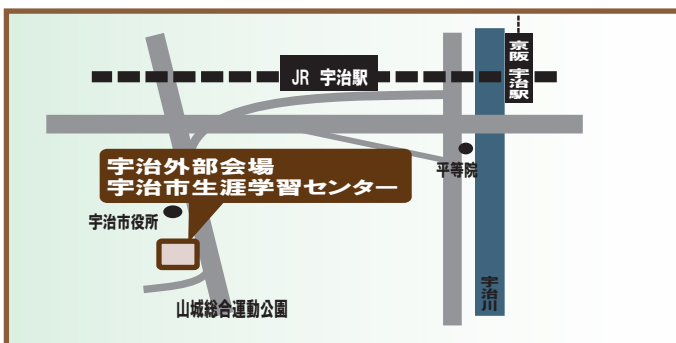 京阪 宇治駅
JR 宇治駅
宇治外部会場
宇治市生涯学習センター
平等院
宇治市役所
宇治川
山城総合運動公園